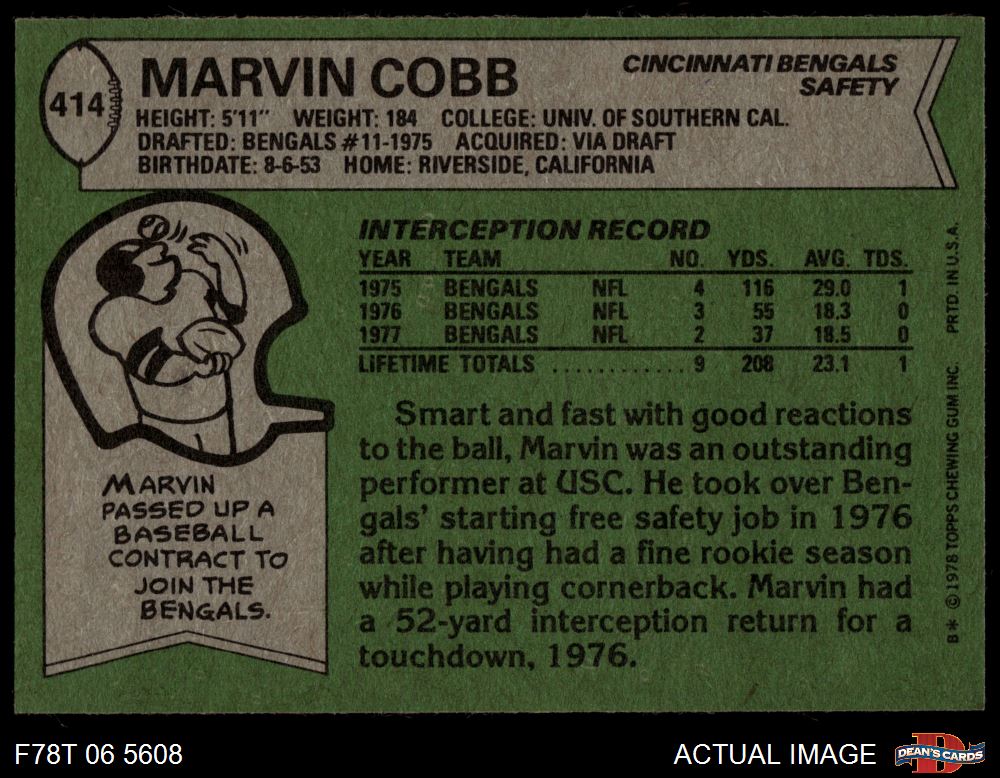 414
MARVIN COBB
CINCINNATI BENGALS
SAFETY
HEIGHT: 5'11" WEIGHT: 184 COLLEGE: UNIV. OF SOUTHERN CAL.
DRAFTED: BENGALS #11-1975 ACQUIRED: VIA DRAFT
BIRTHDATE: 8-6-53 HOME: RIVERSIDE, CALIFORNIA
INTERCEPTION RECORD
YEAR TEAM NO. YDS. AVG. TDS.
1975 BENGALS NFL 4 116 29.0 1
1976 BENGALS NFL 3 55 18.3 0
1977 BENGALS NFL 2 37 18.5 0
LIFETIME TOTALS ............ 9 208 23.1 1
Smart and fast with good reactions
to the ball, Marvin was an outstanding
performer at USC. He took over Ben-
gals' starting free safety job in 1976
after having had a fine rookie season
while playing cornerback. Marvin had
a 52-yard interception return for a
touchdown, 1976.
MARVIN
PASSED UP A
BASEBALL
CONTRACT TO
JOIN THE
BENGALS.
B* © 1978 TOPPS CHEWING GUM INC. PRTD. IN U.S.A.
F78T 06 5608
ACTUAL IMAGE
DEAN'S CARDS